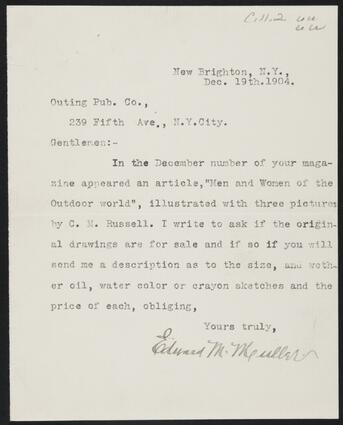 New Brighton, N.Y.,
Dec. 19th.1904.
Outing Pub. Co.,
239 Fifth Ave., N.Y.City.
Gentlemen:-
In the December number of your maga-
zine appeared an article,"Men and Women of the
Outdoor world", illustrated with three pictures
by C. M. Russell. I write to ask if the origin-
al drawings are for sale and if so if you will
send me a description as to the size, and weth-
er oil, water color or crayon sketches and the
price of each, obliging,
Yours truly,
Edward M. Muller